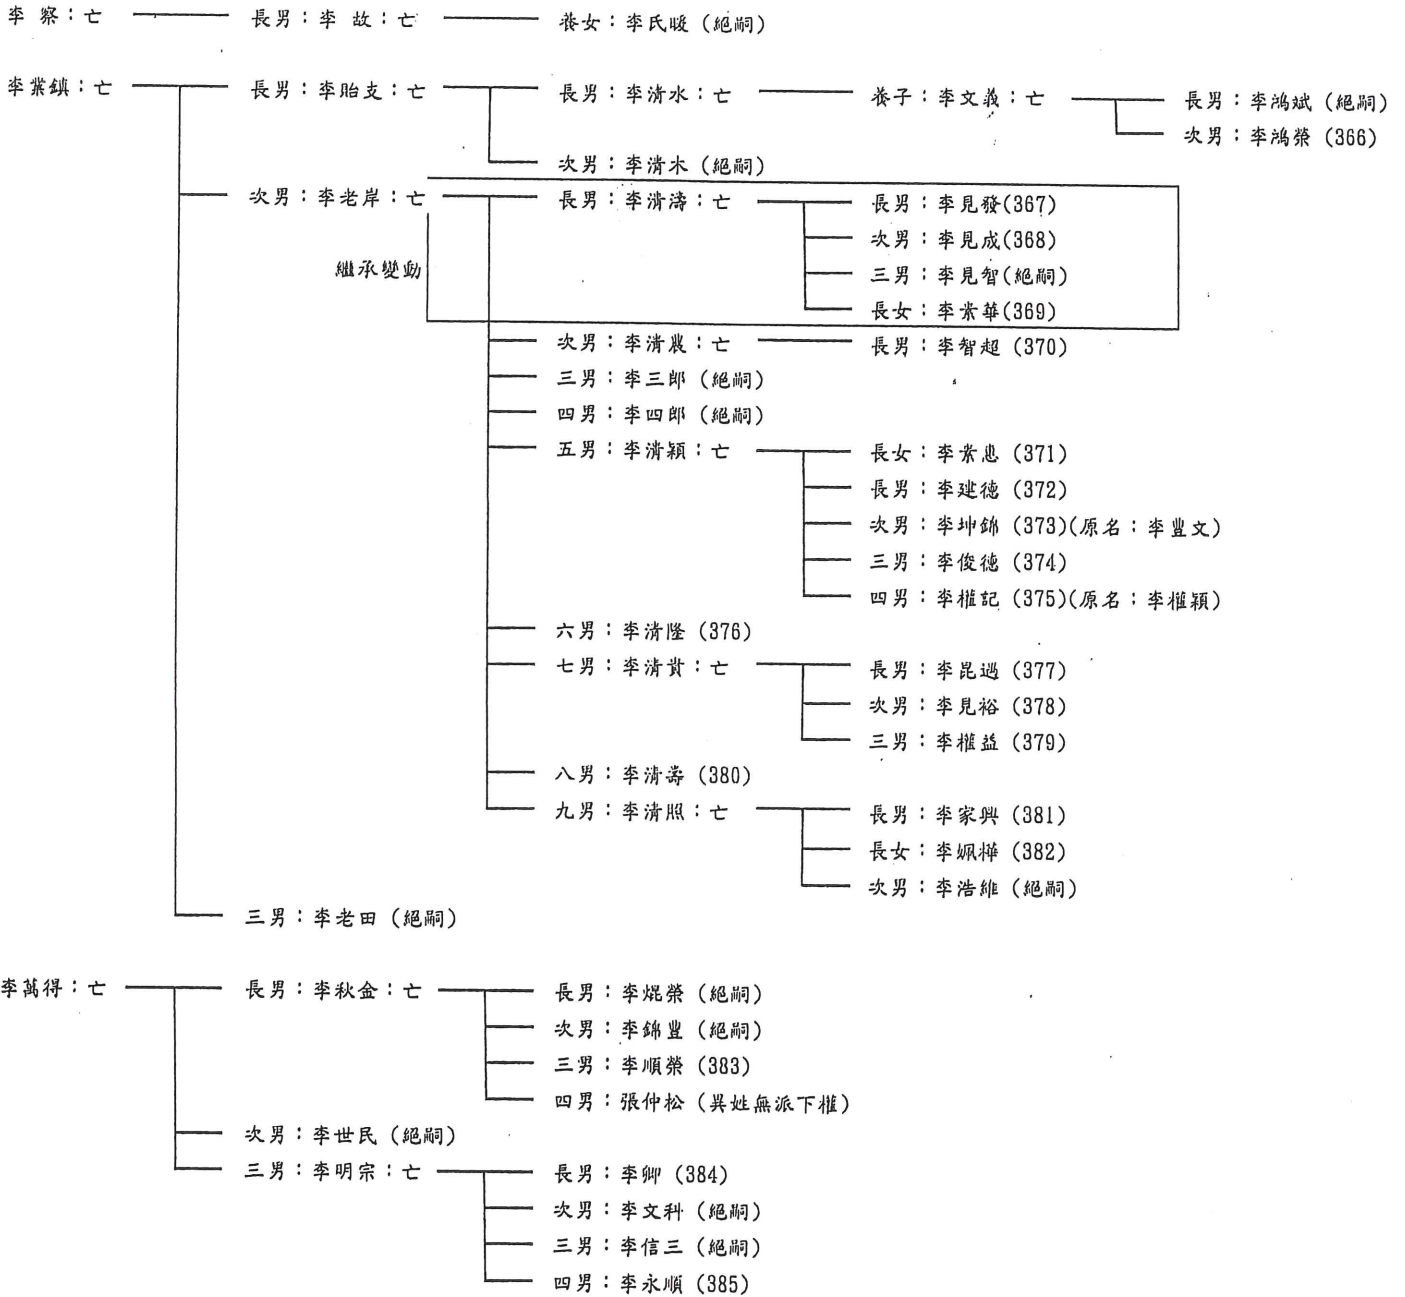 李 察：亡 長男：李 故：亡 養女：李氏暖 (絕嗣)
李業鎮：亡 長男：李貽支：亡 長男：李清水：亡 養子：李文義：亡 長男：李鴻斌 (絕嗣)
次男：李鴻榮 (366)
次男：李清木 (絕嗣)
次男：李老岸：亡 長男：李清濤：亡 長男：李見發(367)
次男：李見成(368)
繼承變動 三男：李見智(絕嗣)
長女：李素華(369)
次男：李清農：亡 長男：李智超 (370)
三男：李三郎 (絕嗣)
四男：李四郎 (絕嗣)
五男：李清穎：亡 長女：李素惠 (371)
長男：李建德 (372)
次男：李坤錦 (373)(原名：李豐文)
三男：李俊德 (374)
四男：李權記 (375)(原名：李權穎)
六男：李清隆 (376)
七男：李清貴：亡 長男：李昆過 (377)
次男：李見裕 (378)
三男：李權益 (379)
八男：李清壽 (380)
九男：李清照：亡 長男：李家興 (381)
長女：李姵樺 (382)
次男：李浩維 (絕嗣)
三男：李老田 (絕嗣)
李萬得：亡 長男：李秋金：亡 長男：李焜榮 (絕嗣)
次男：李錦豊 (絕嗣)
三男：李順榮 (383)
四男：張仲松 (異姓無派下權)
次男：李世民 (絕嗣)
三男：李明宗：亡 長男：李卿 (384)
次男：李文科 (絕嗣)
三男：李信三 (絕嗣)
四男：李永順 (385)